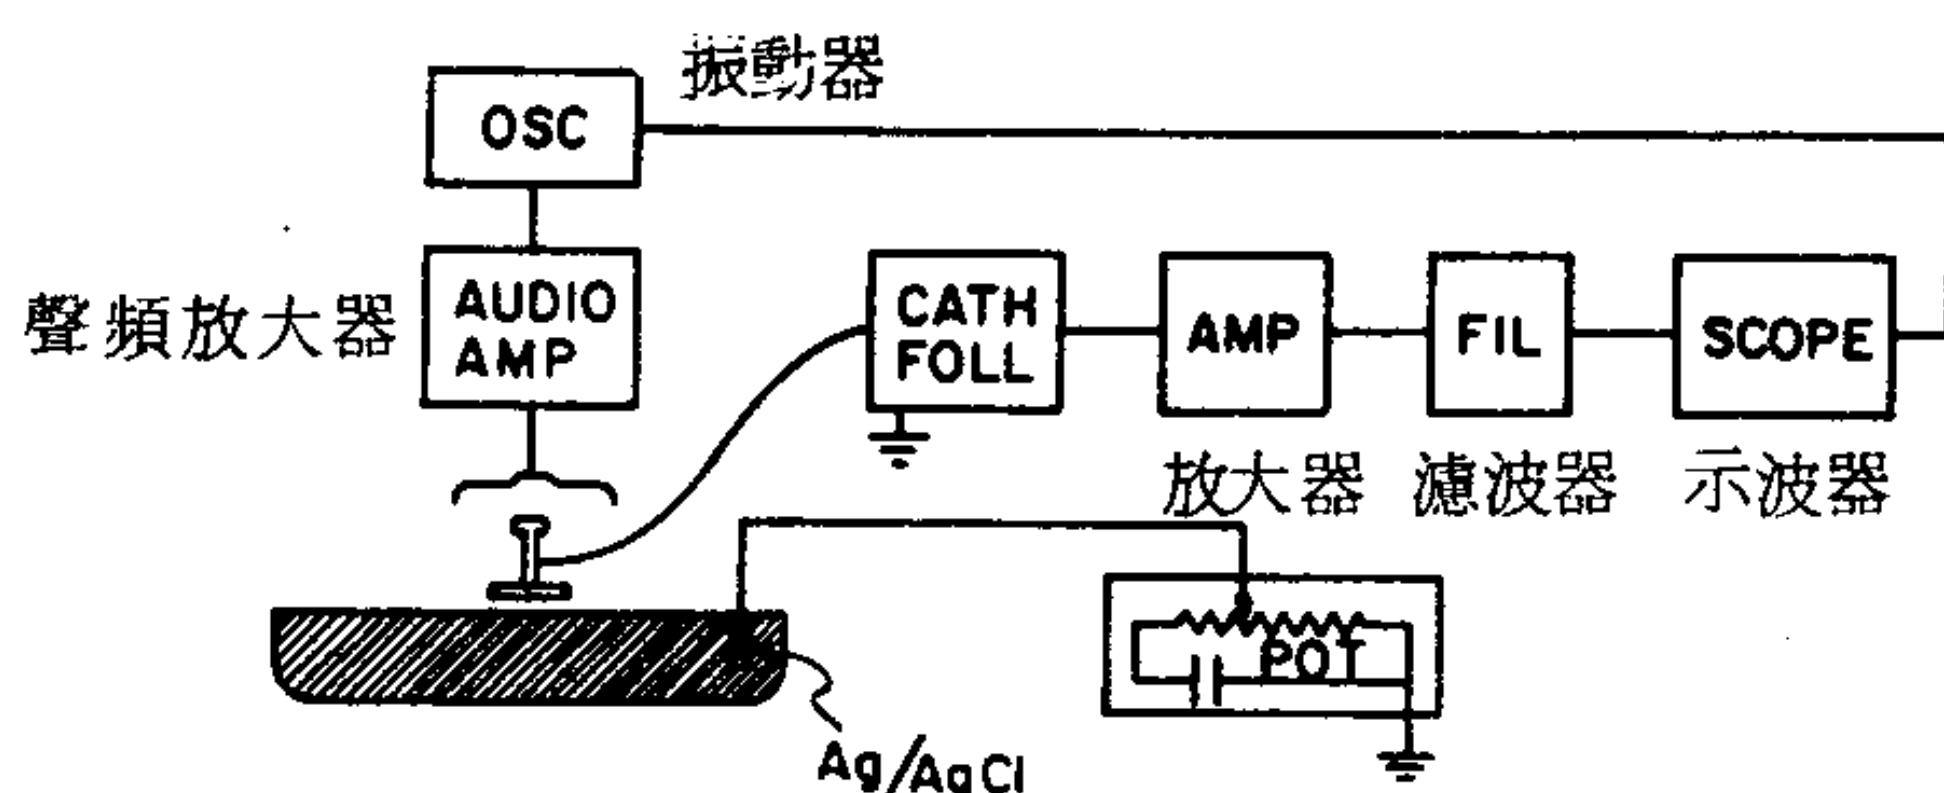 振動器
OSC
聲頻放大器
AUDIO
AMP
CATH
FOLL
AMP
FIL
SCOPE
放大器
濾波器
示波器
POT
Ag/AgCl